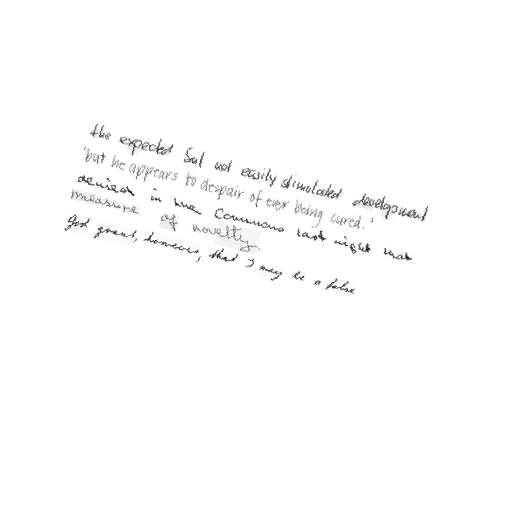 the expected but not easily stimulated development
'but he appears to despair of ever being cured.'
denied in the Commons last night that
measure of novelty.
God grant, however, that I may be a false